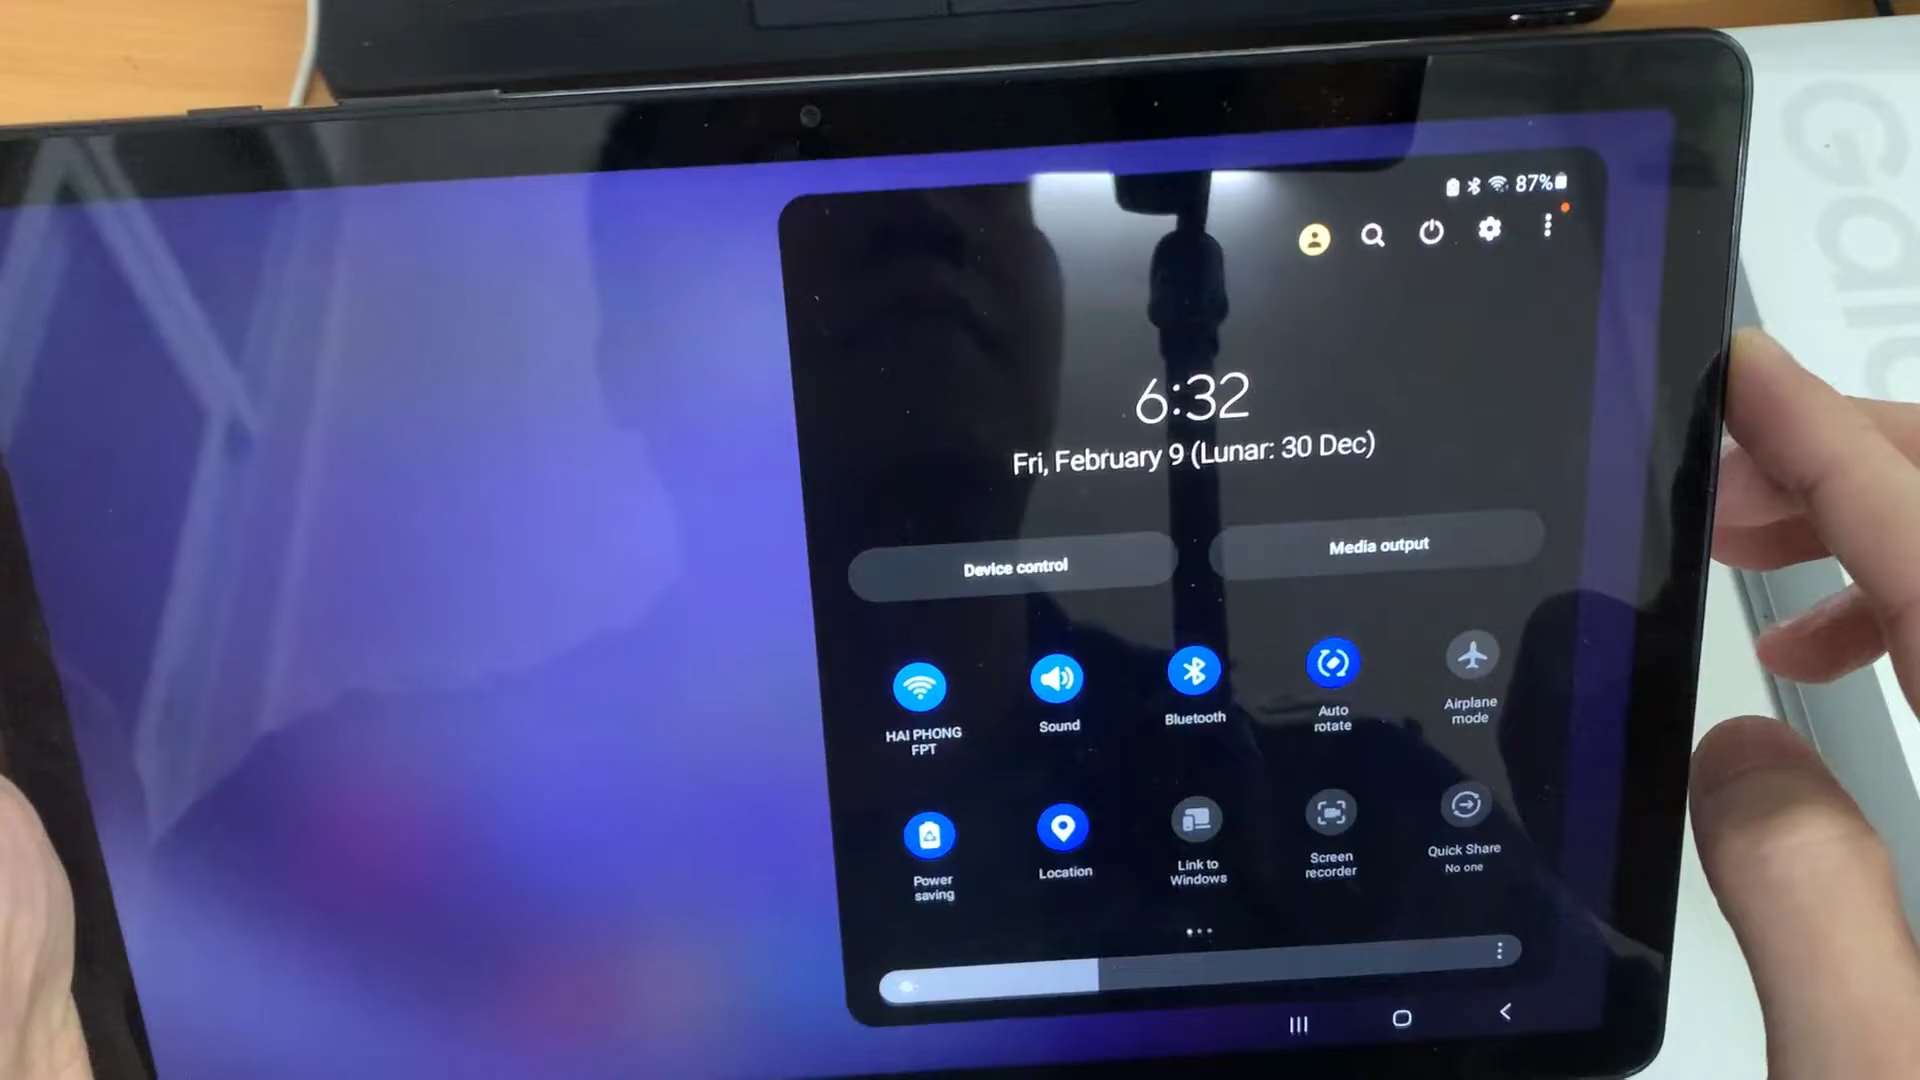 87%
6:32
Fri, February 9 (Lunar: 30 Dec)
Device control
Media output
HAI PHONG
FPT
Sound
Bluetooth
Auto
rotate
Airplane
mode
Power
saving
Location
Link to
Windows
Screen
recorder
Quick Share
No one
Gala